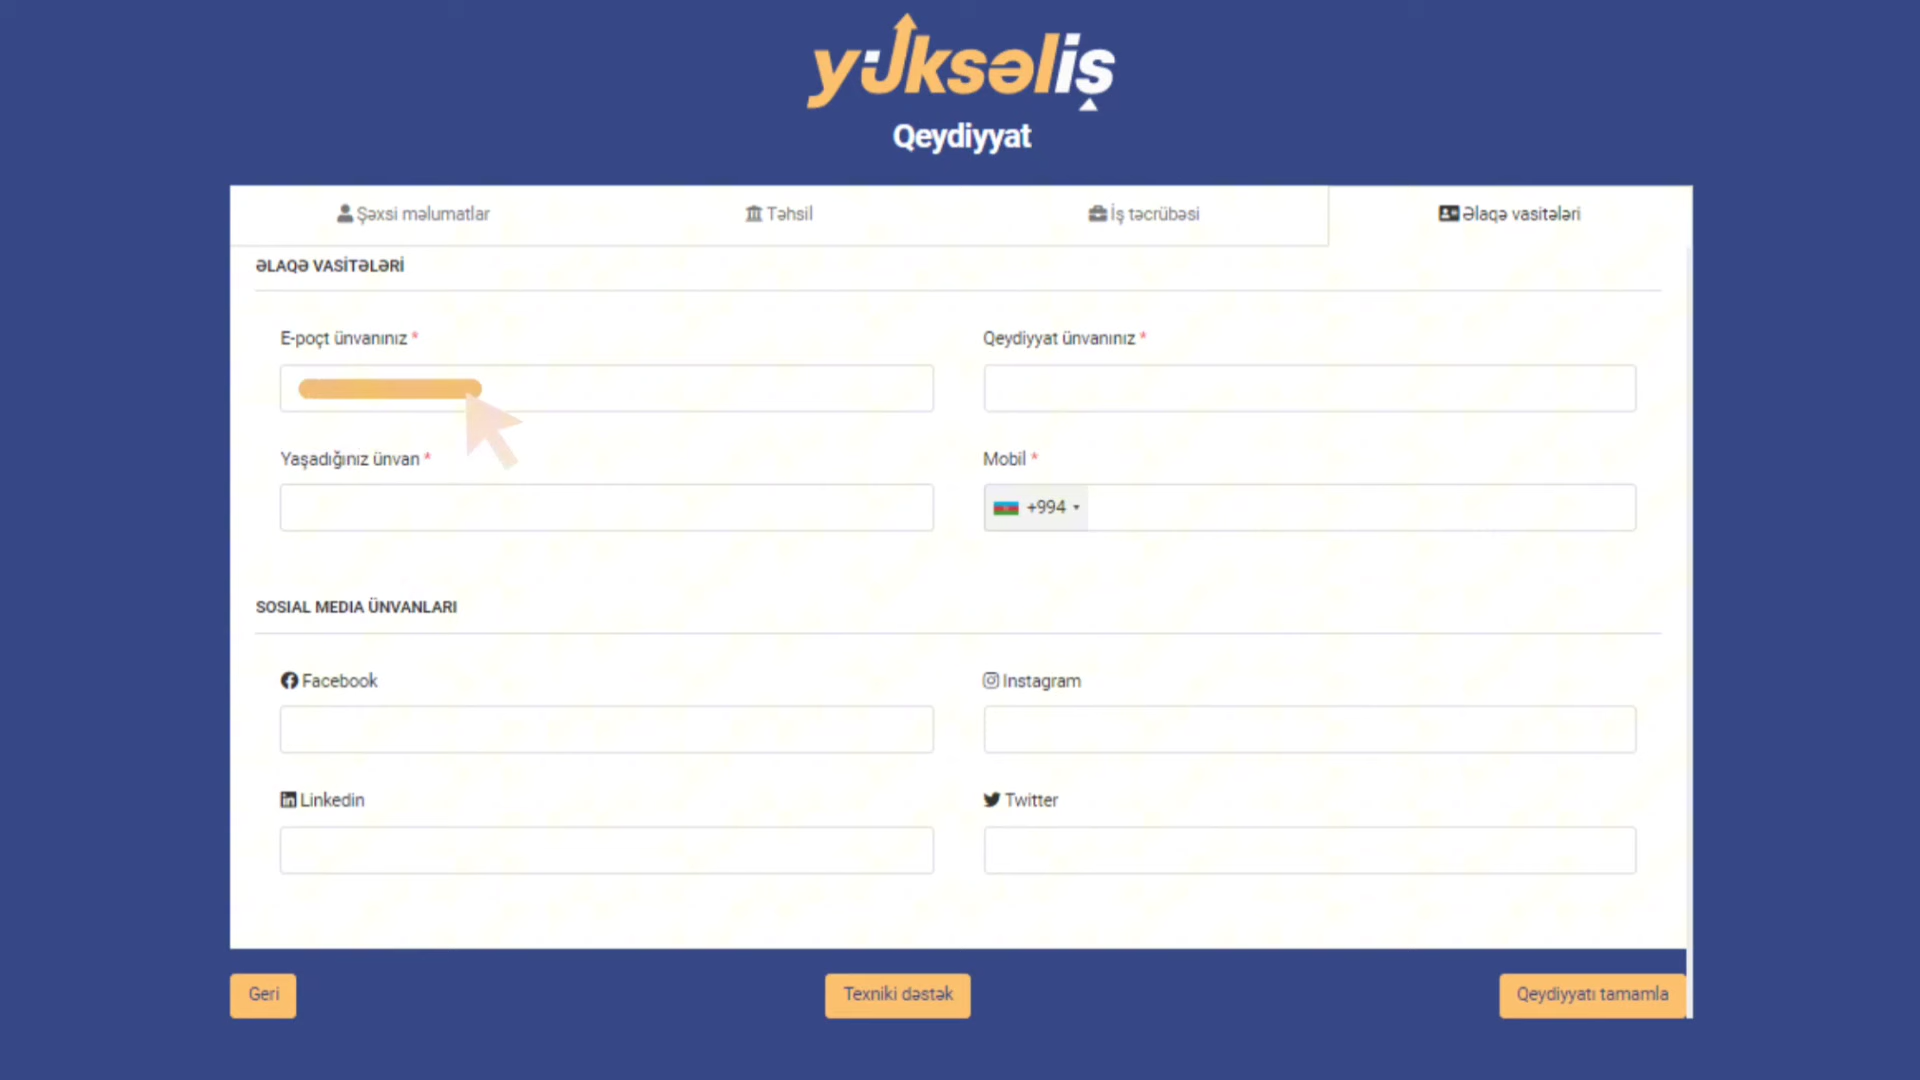 yüksəliş
Qeydiyyat
Şəxsi məlumatlar
Təhsil
İş təcrübəsi
Əlaqə vasitələri
ƏLAQƏ VASİTƏLƏRİ
E-poçt ünvanınız *
Qeydiyyat ünvanınız *
Yaşadığınız ünvan *
Mobil *
+994
SOSIAL MEDIA ÜNVANLARI
Facebook
Instagram
Linkedin
Twitter
Geri
Texniki dəstək
Qeydiyyatı tamamla